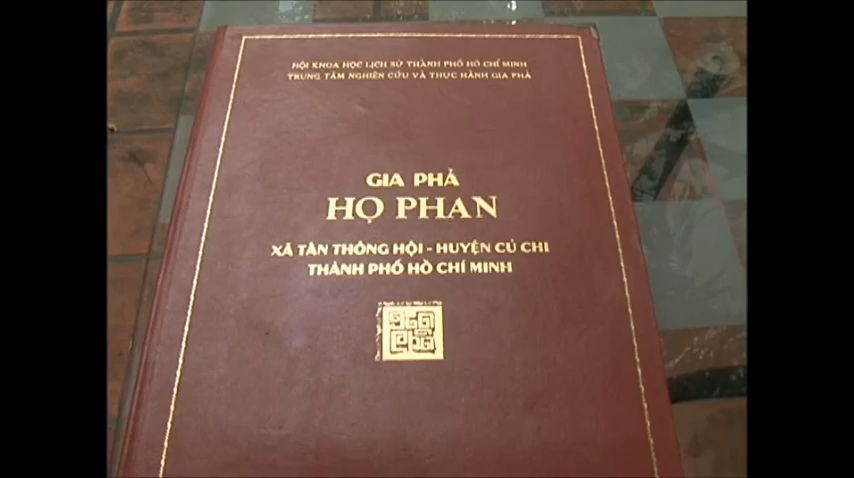 HỘI KHOA HỌC LỊCH SỬ THÀNH PHỐ HỒ CHÍ MINH
TRUNG TÂM NGHIÊN CỨU VÀ THỰC HÀNH GIA PHẢ
GIA PHẢ
HỌ PHAN
XÃ TÂN THÔNG HỘI - HUYỆN CỦ CHI
THÀNH PHỐ HỒ CHÍ MINH